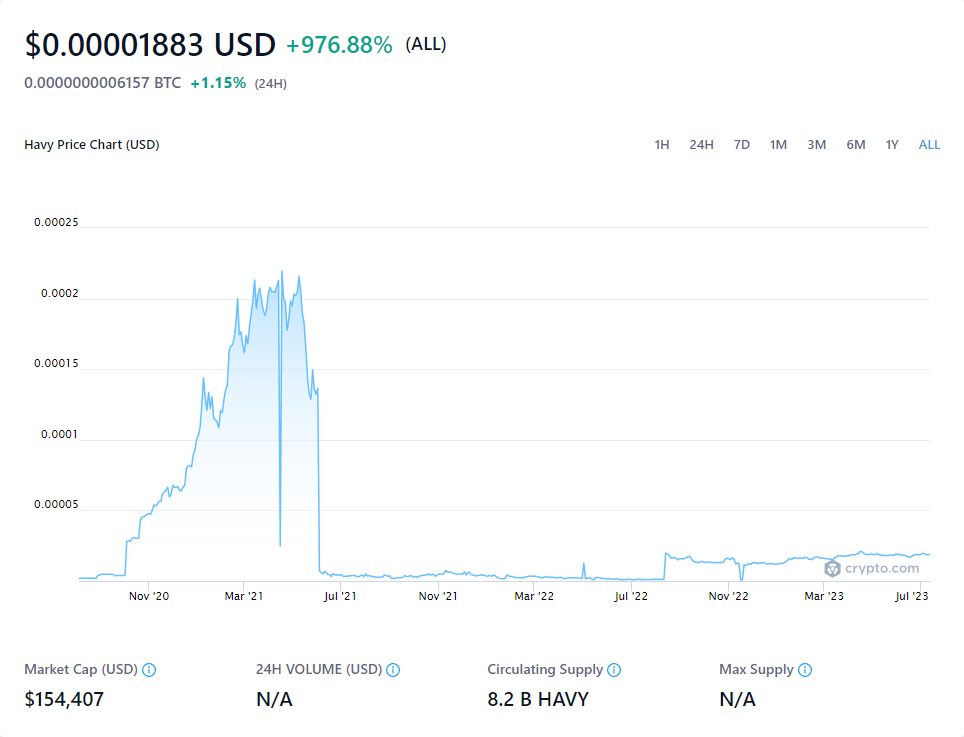 $0.00001883 USD +976.88% (ALL)
0.0000000006157 BTC +1.15% (24H)
Havy Price Chart (USD) 1H 24H 7D 1M 3M 6M 1Y ALL
0.00025
0.0002
0.00015
0.0001
0.00005
crypto.com
Nov '20 Mar '21 Jul '21 Nov '21 Mar '22 Jul '22 Nov '22 Mar '23 Jul '23
Market Cap (USD) 24H VOLUME (USD) Circulating Supply Max Supply
$154,407 N/A 8.2 B HAVY N/A